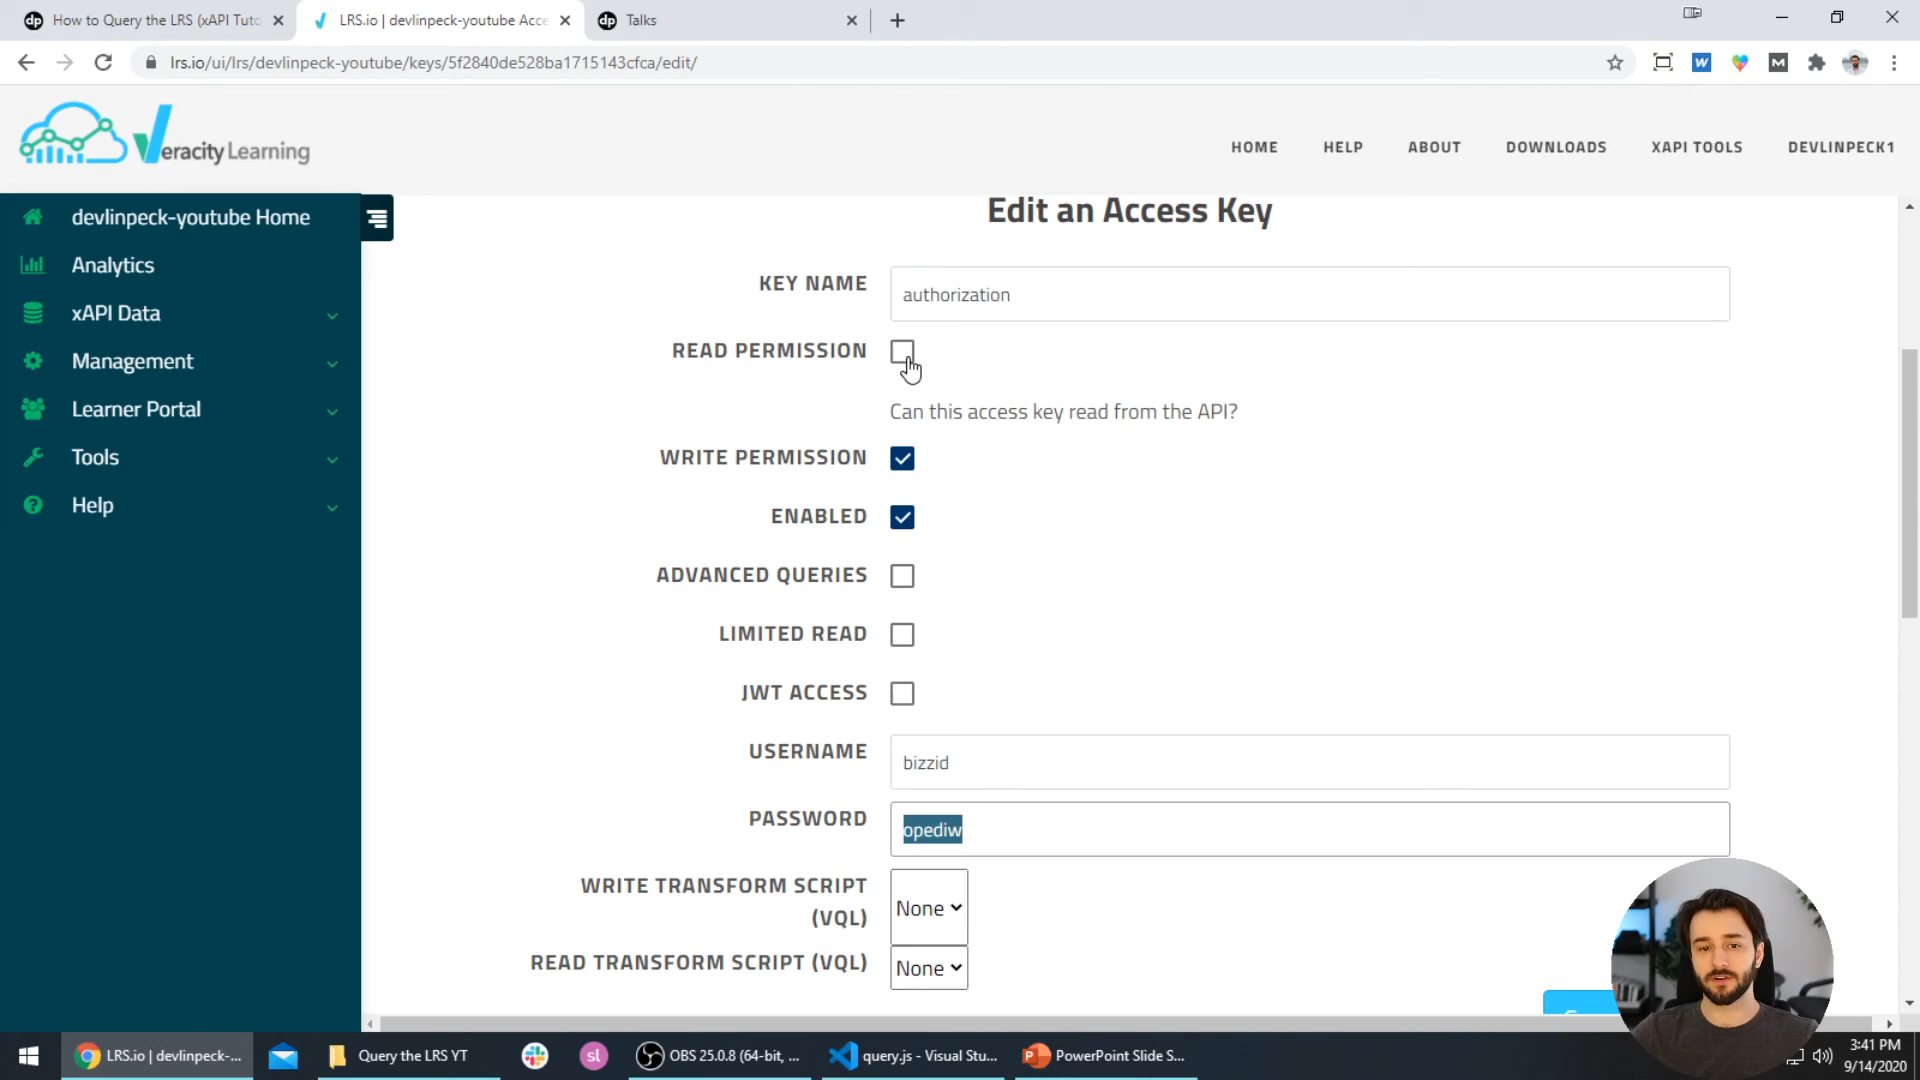 How to Query the LRS (xAPI Tuto
LRS.io | devlinpeck-youtube Acce
Talks
lrs.io/ui/lrs/devlinpeck-youtube/keys/5f2840de528ba1715143cfca/edit/
Veracity Learning
HOME
HELP
ABOUT
DOWNLOADS
XAPI TOOLS
DEVLINPECK1
devlinpeck-youtube Home
Analytics
xAPI Data
Management
Learner Portal
Tools
Help
Edit an Access Key
KEY NAME
authorization
READ PERMISSION
Can this access key read from the API?
WRITE PERMISSION
ENABLED
ADVANCED QUERIES
LIMITED READ
JWT ACCESS
USERNAME
bizzid
PASSWORD
opediw
WRITE TRANSFORM SCRIPT
(VQL)
None
READ TRANSFORM SCRIPT (VQL)
None
LRS.io | devlinpeck-...
Query the LRS YT
sl
OBS 25.0.8 (64-bit, ...
query.js - Visual Stu...
PowerPoint Slide S...
3:41 PM
9/14/2020